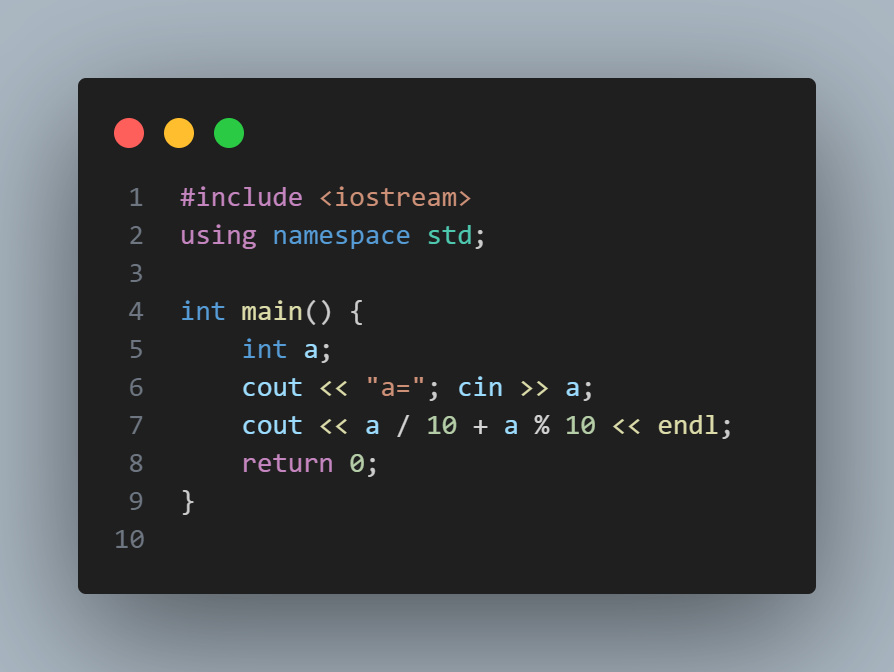 1 #include <iostream>
2 using namespace std;
3
4 int main() {
5     int a;
6     cout << "a="; cin >> a;
7     cout << a / 10 + a % 10 << endl;
8     return 0;
9 }
10